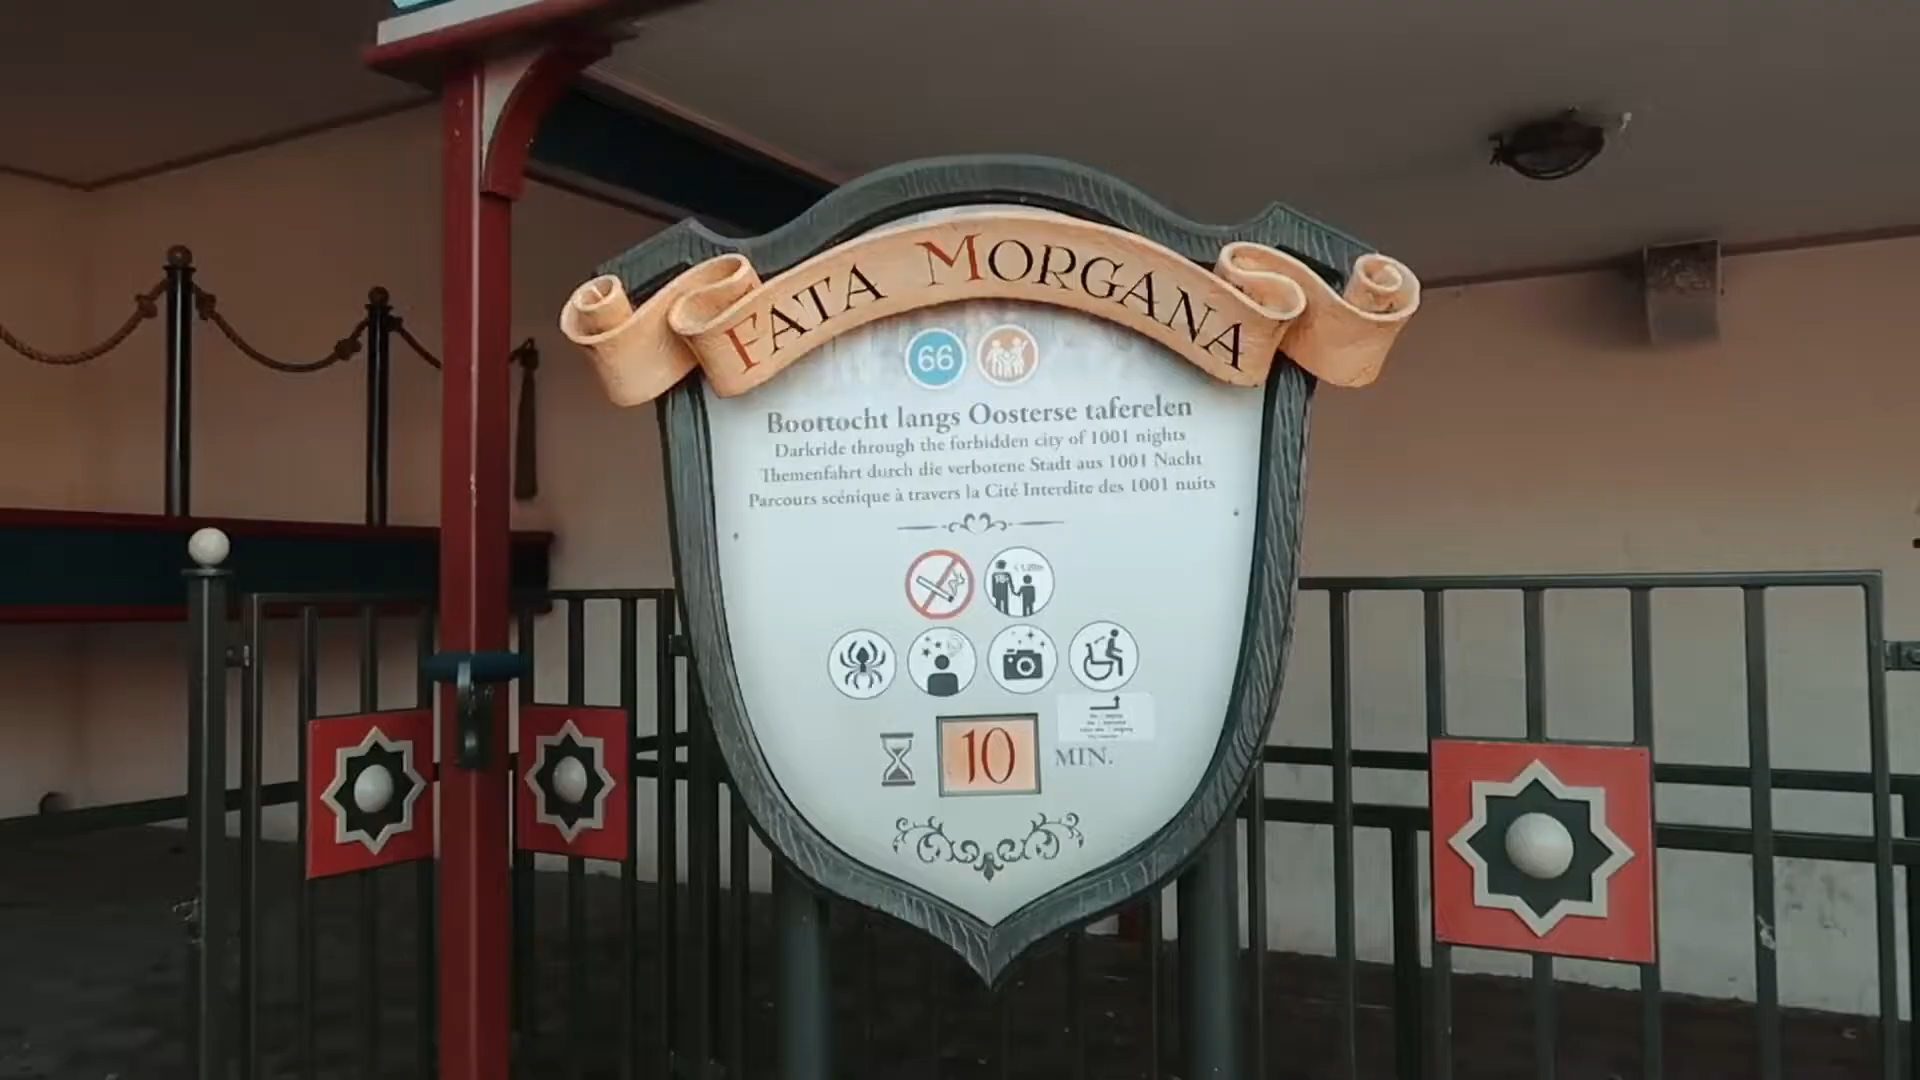 FATA MORGANA
66
Boottocht langs Oosterse taferelen
Darkride through the forbidden city of 1001 nights
Themenfahrt durch die verbotene Stadt aus 1001 Nacht
Parcours scénique à travers la Cité Interdite des 1001 nuits
10 MIN.